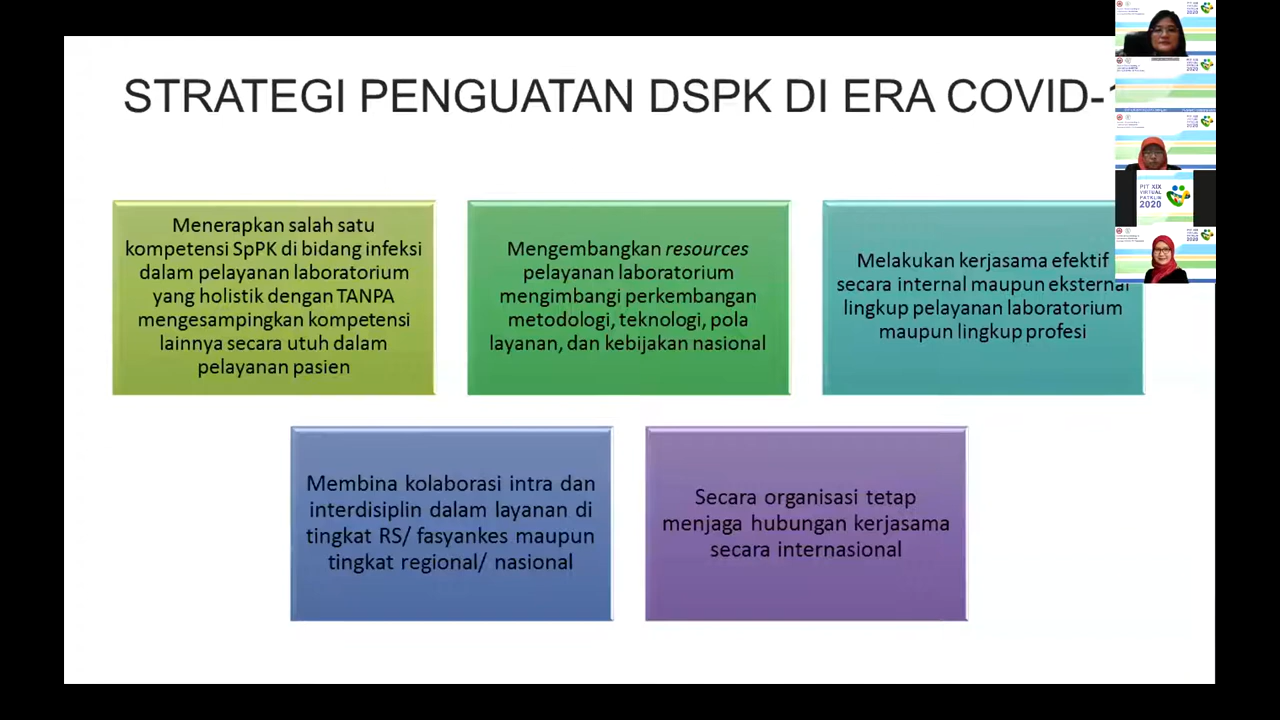 STRATEGI PENGUATAN DSPK DI ERA COVID-1
Menerapkan salah satu
kompetensi SpPK di bidang infeksi
dalam pelayanan laboratorium
yang holistik dengan TANPA
mengesampingkan kompetensi
lainnya secara utuh dalam
pelayanan pasien
Mengembangkan resources
pelayanan laboratorium
mengimbangi perkembangan
metodologi, teknologi, pola
layanan, dan kebijakan nasional
Melakukan kerjasama efektif
secara internal maupun eksternal
lingkup pelayanan laboratorium
maupun lingkup profesi
Membina kolaborasi intra dan
interdisiplin dalam layanan di
tingkat RS/ fasyankes maupun
tingkat regional/ nasional
Secara organisasi tetap
menjaga hubungan kerjasama
secara internasional
PIT XIX
VIRTUAL
PATKLIN
2020